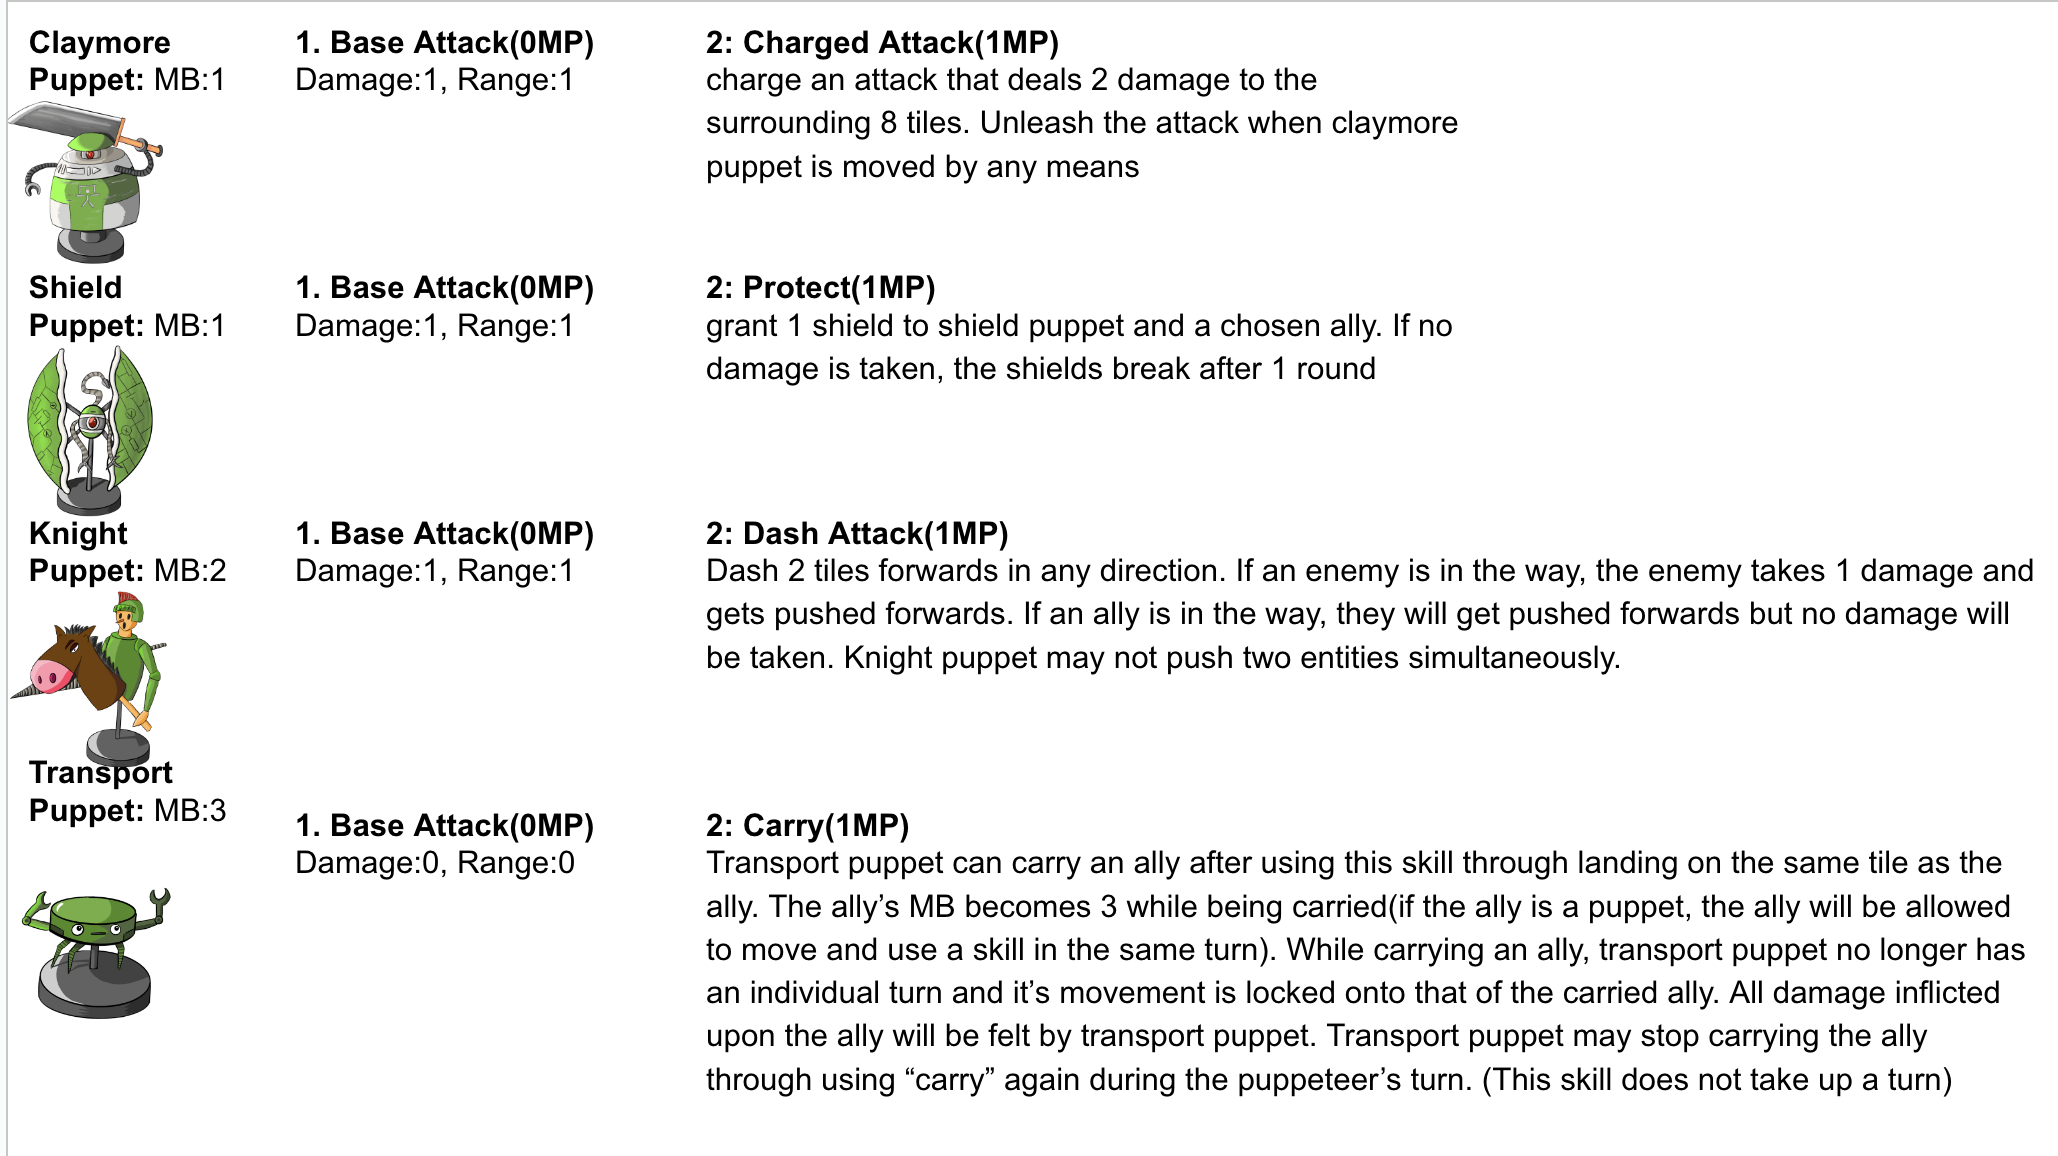 Claymore
Puppet: MB:1
1. Base Attack(0MP)
Damage:1, Range:1
2: Charged Attack(1MP)
charge an attack that deals 2 damage to the
surrounding 8 tiles. Unleash the attack when claymore
puppet is moved by any means
Shield
Puppet: MB:1
1. Base Attack(0MP)
Damage:1, Range:1
2: Protect(1MP)
grant 1 shield to shield puppet and a chosen ally. If no
damage is taken, the shields break after 1 round
Knight
Puppet: MB:2
1. Base Attack(0MP)
Damage:1, Range:1
2: Dash Attack(1MP)
Dash 2 tiles forwards in any direction. If an enemy is in the way, the enemy takes 1 damage and
gets pushed forwards. If an ally is in the way, they will get pushed forwards but no damage will
be taken. Knight puppet may not push two entities simultaneously.
Transport
Puppet: MB:3
1. Base Attack(0MP)
Damage:0, Range:0
2: Carry(1MP)
Transport puppet can carry an ally after using this skill through landing on the same tile as the
ally. The ally’s MB becomes 3 while being carried(if the ally is a puppet, the ally will be allowed
to move and use a skill in the same turn). While carrying an ally, transport puppet no longer has
an individual turn and it’s movement is locked onto that of the carried ally. All damage inflicted
upon the ally will be felt by transport puppet. Transport puppet may stop carrying the ally
through using “carry” again during the puppeteer’s turn. (This skill does not take up a turn)